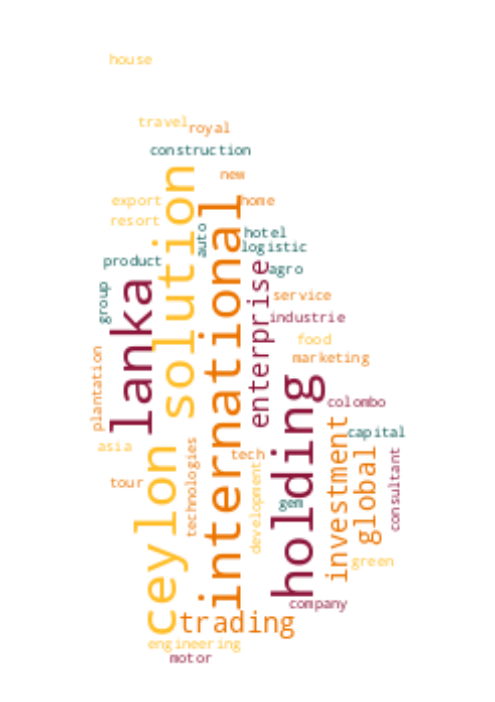 house
travel
royal
construction
new
export
home
resort
solution
auto
hotel
logistic
product
international
agro
group
lanka
enterprise
service
industrie
food
marketing
plantation
holding
colombo
asia
ceylon
technologies
tech
investment
capital
global
consultant
tour
development
gem
green
company
trading
engineering
motor